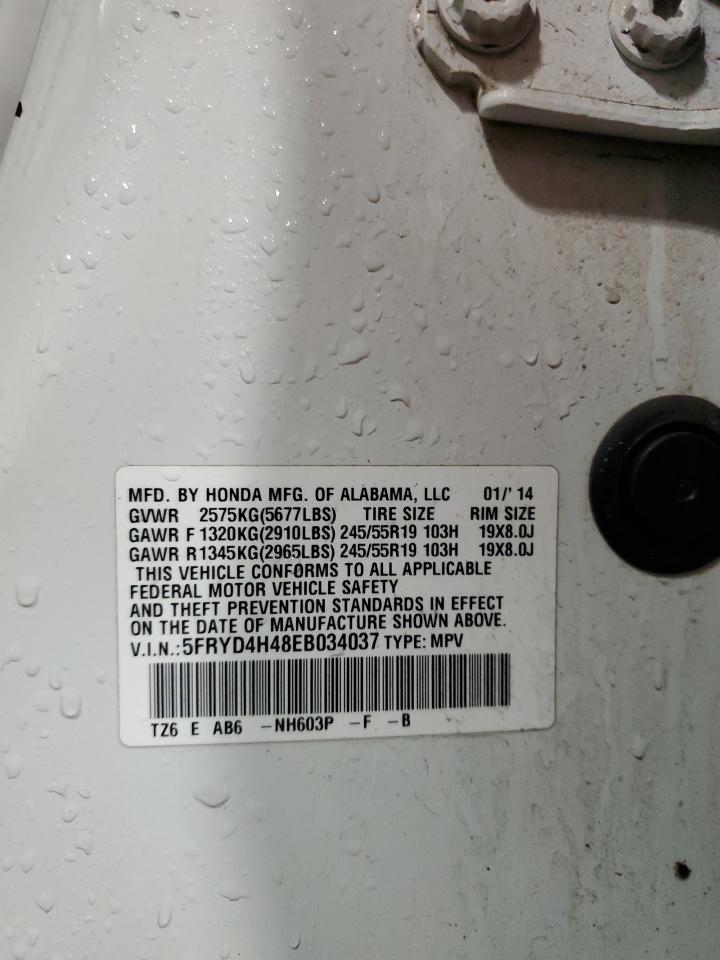 MFD. BY HONDA MFG. OF ALABAMA, LLC 01/'14
GVWR 2575KG(5677LBS) TIRE SIZE RIM SIZE
GAWR F 1320KG(2910LBS) 245/55R19 103H 19X8.0J
GAWR R 1345KG(2965LBS) 245/55R19 103H 19X8.0J
THIS VEHICLE CONFORMS TO ALL APPLICABLE
FEDERAL MOTOR VEHICLE SAFETY
AND THEFT PREVENTION STANDARDS IN EFFECT
ON THE DATE OF MANUFACTURE SHOWN ABOVE.
V.I.N.: 5FRYD4H48EB034037 TYPE: MPV
TZ6 E AB6 -NH603P -F -B